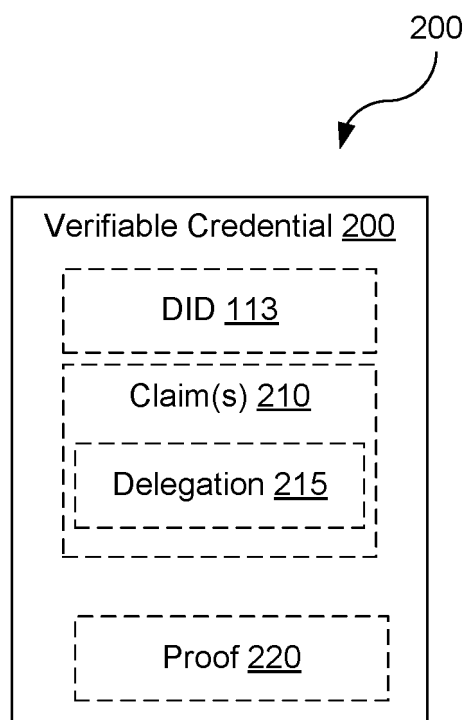 200
Verifiable Credential 200
DID 113
Claim(s) 210
Delegation 215
Proof 220